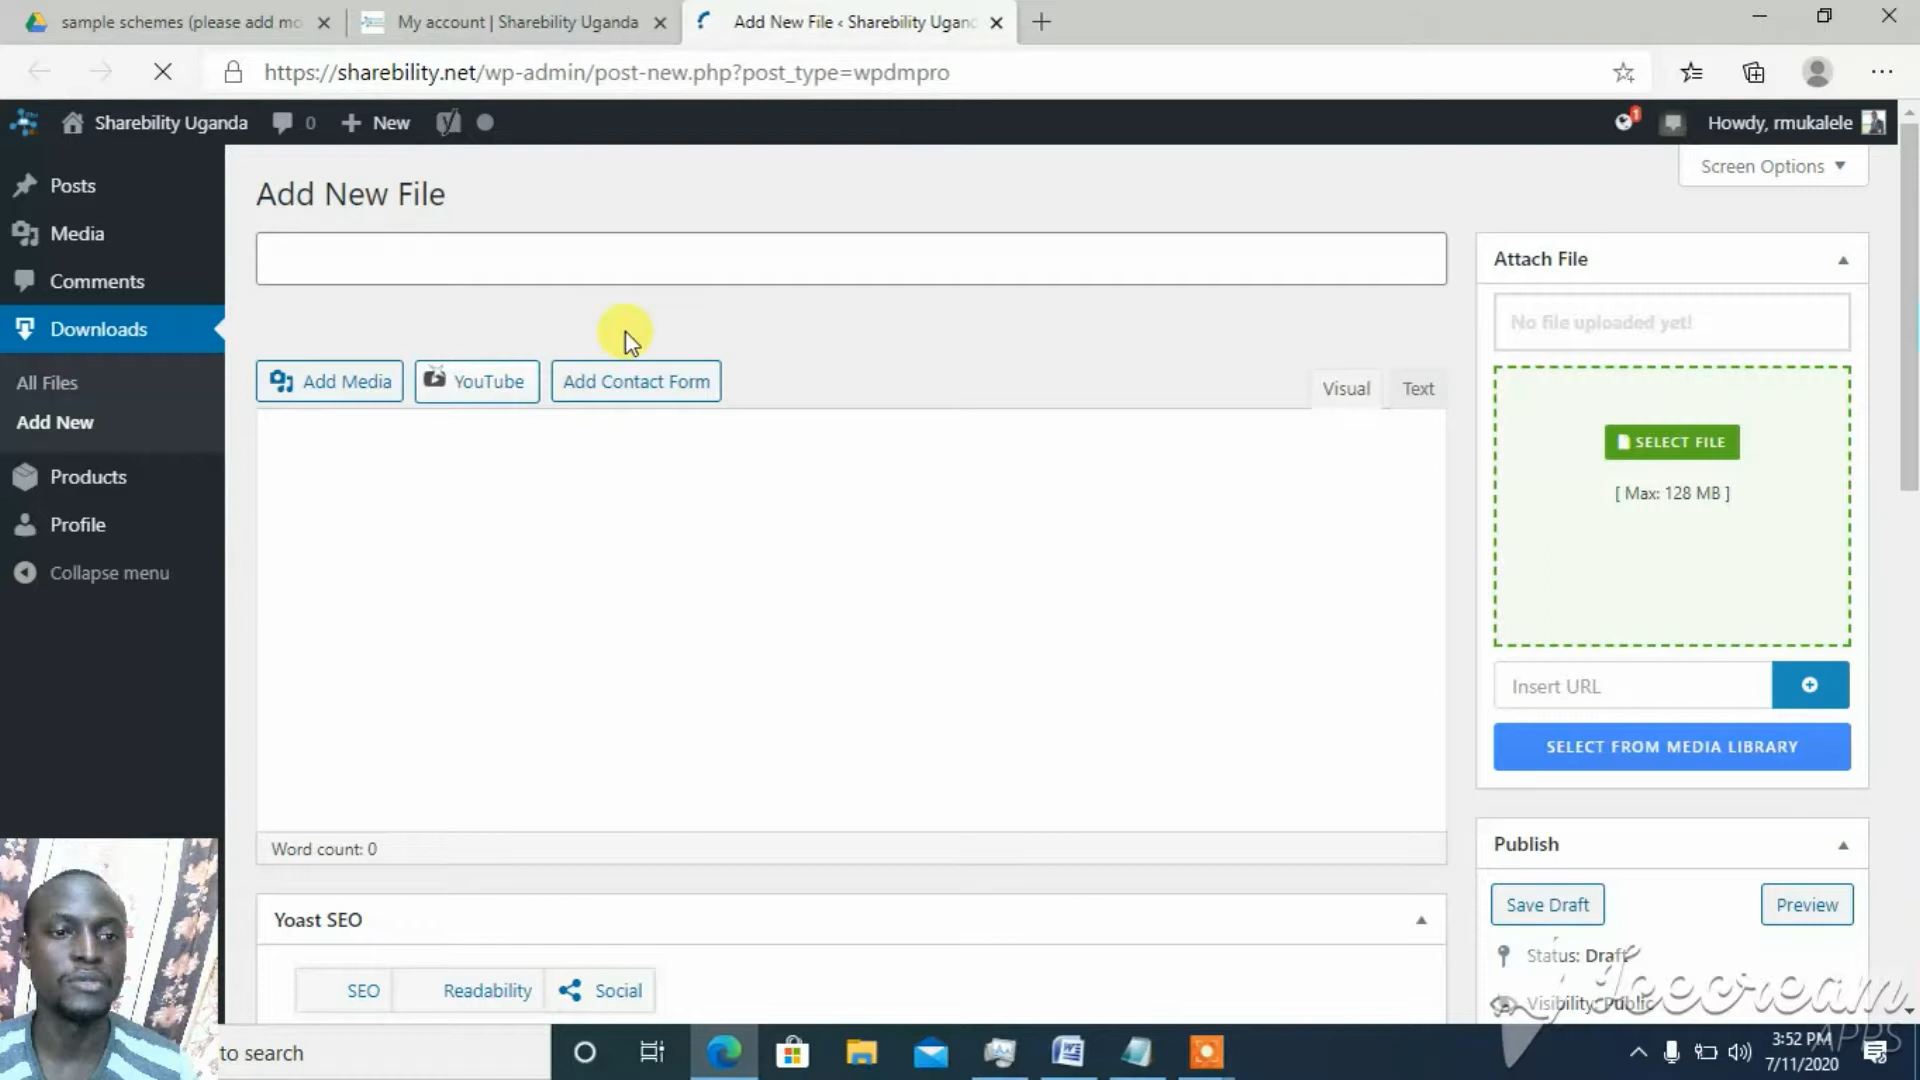 sample schemes (please add mo
My account | Sharebility Uganda
Add New File ‹ Sharebility Ugand
https://sharebility.net/wp-admin/post-new.php?post_type=wpdmpro
Sharebility Uganda
0
New
1
Howdy, rmukalele
Posts
Media
Comments
Downloads
All Files
Add New
Products
Profile
Collapse menu
Add New File
Screen Options
Add Media
YouTube
Add Contact Form
Visual
Text
Word count: 0
Yoast SEO
SEO
Readability
Social
Attach File
No file uploaded yet!
SELECT FILE
[ Max: 128 MB ]
Insert URL
SELECT FROM MEDIA LIBRARY
Publish
Save Draft
Preview
Status: Draft
Visibility: Public
Icecream
APPS
to search
3:52 PM
7/11/2020